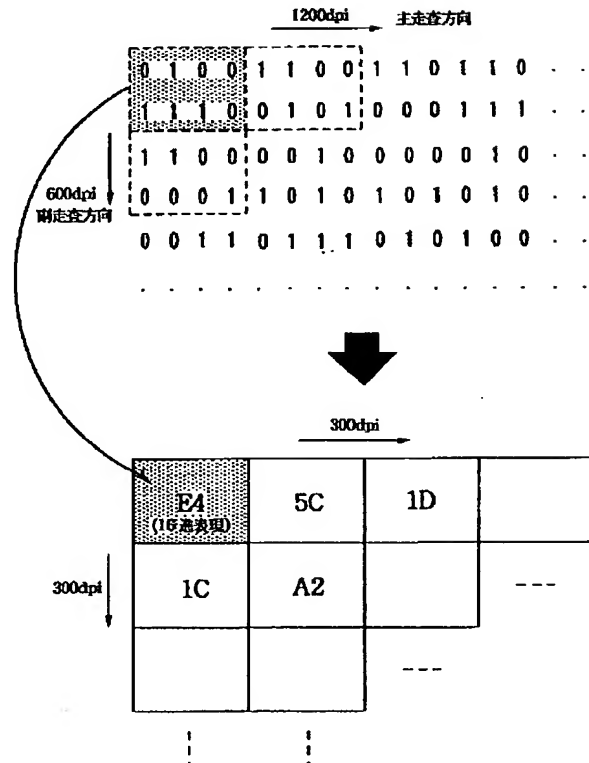 1200dpi 主走査方向
0 1 0 0 1 1 0 0 1 1 0 1 1 0 . .
1 1 1 0 0 1 0 1 0 0 0 1 1 1 . .
1 1 0 0 0 0 1 0 0 0 0 0 1 0 . .
0 0 0 1 1 0 1 0 1 0 1 0 1 0 . .
600dpi
副走査方向
0 0 1 1 0 1 1 1 0 1 0 1 0 0 . .
300dpi
E4 5C 1D
(16進表現)
300dpi
1C A2